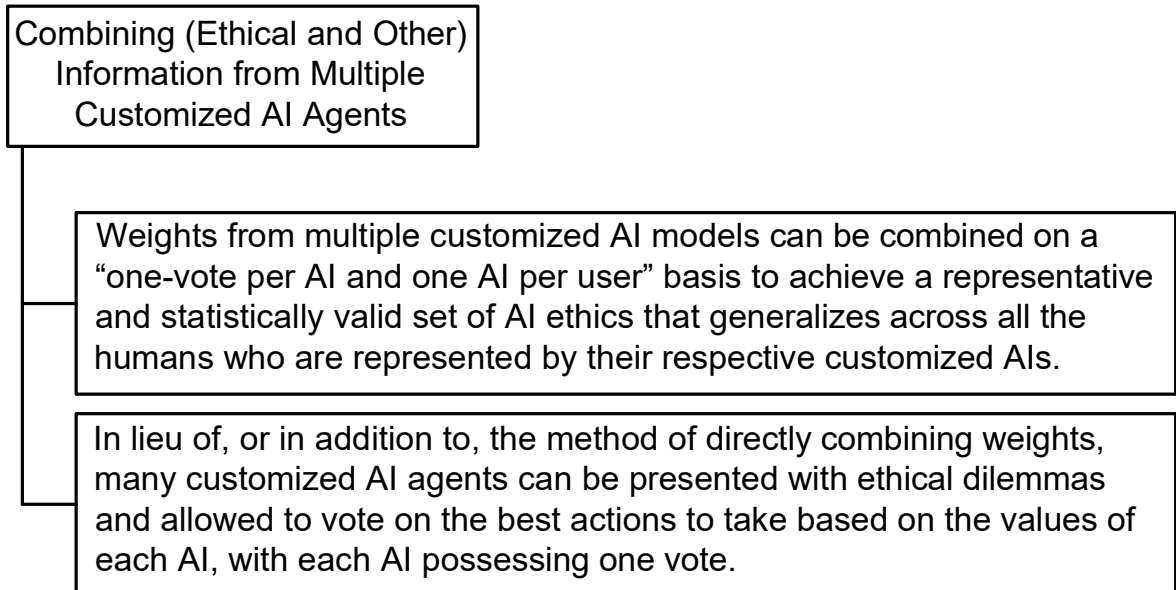 Combining (Ethical and Other)
Information from Multiple
Customized AI Agents
Weights from multiple customized AI models can be combined on a
“one-vote per AI and one AI per user” basis to achieve a representative
and statistically valid set of AI ethics that generalizes across all the
humans who are represented by their respective customized AIs.
In lieu of, or in addition to, the method of directly combining weights,
many customized AI agents can be presented with ethical dilemmas
and allowed to vote on the best actions to take based on the values of
each AI, with each AI possessing one vote.